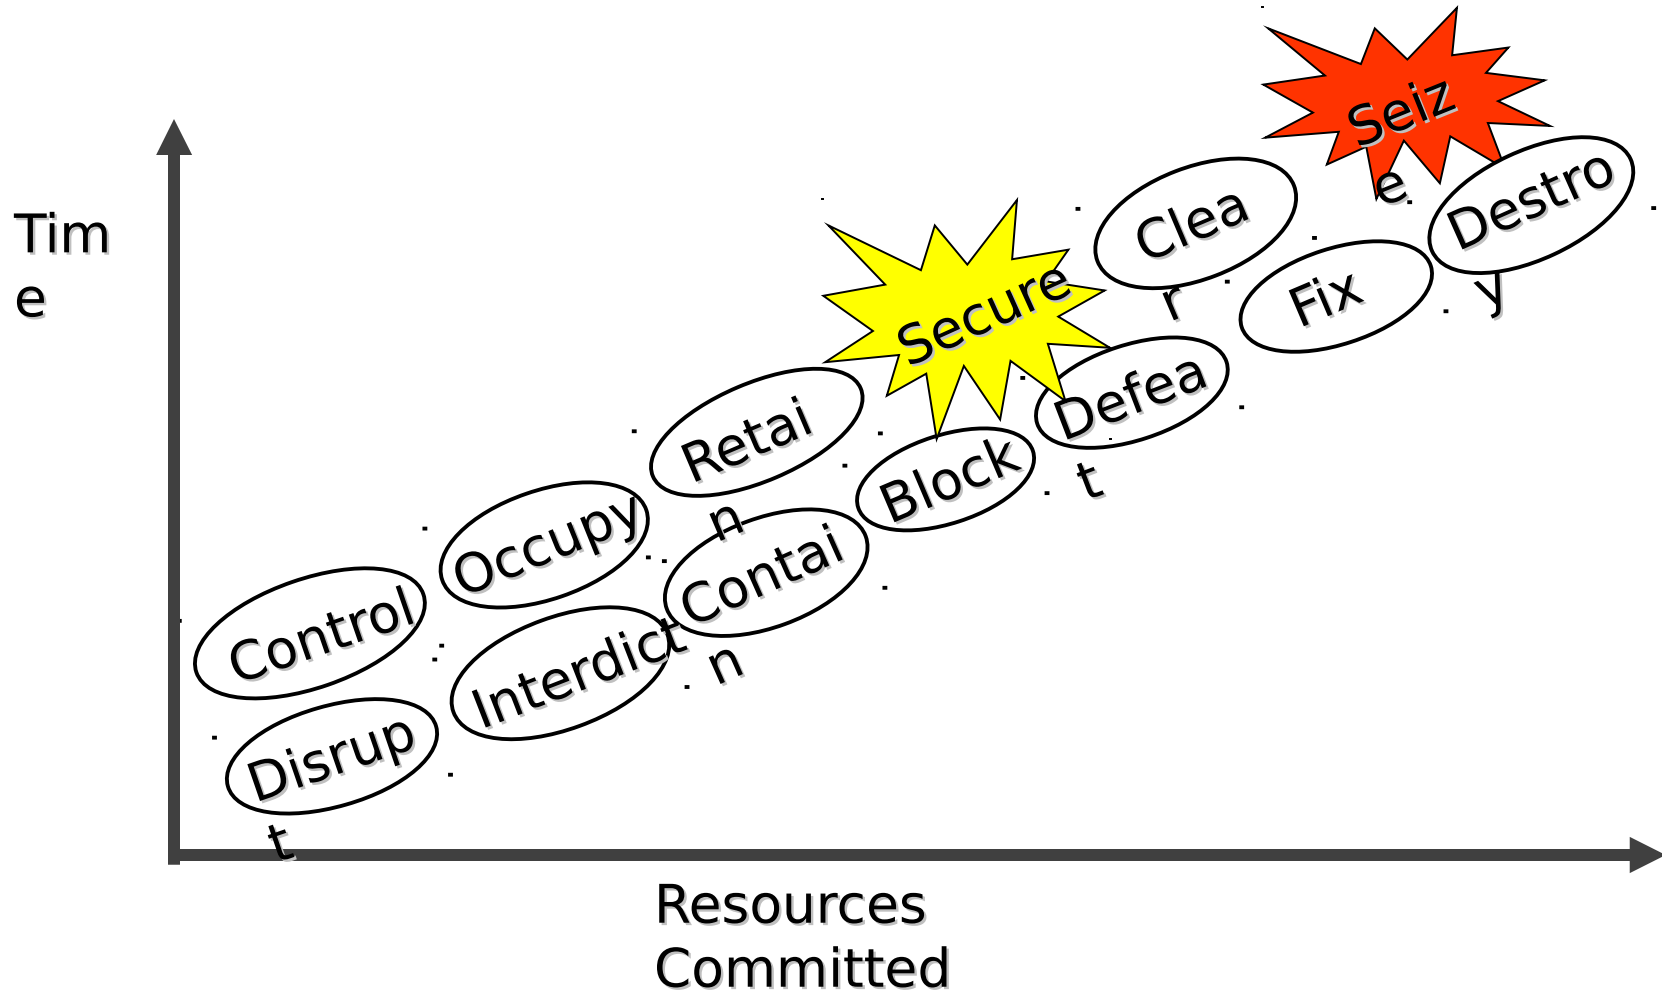 Seiz
e
Destro
y
Clea
r
Fix
Tim
e
Secure
Defea
t
Retai
n
Block
Occupy
Contai
n
Control
Interdict
Disrup
t
Resources
Committed